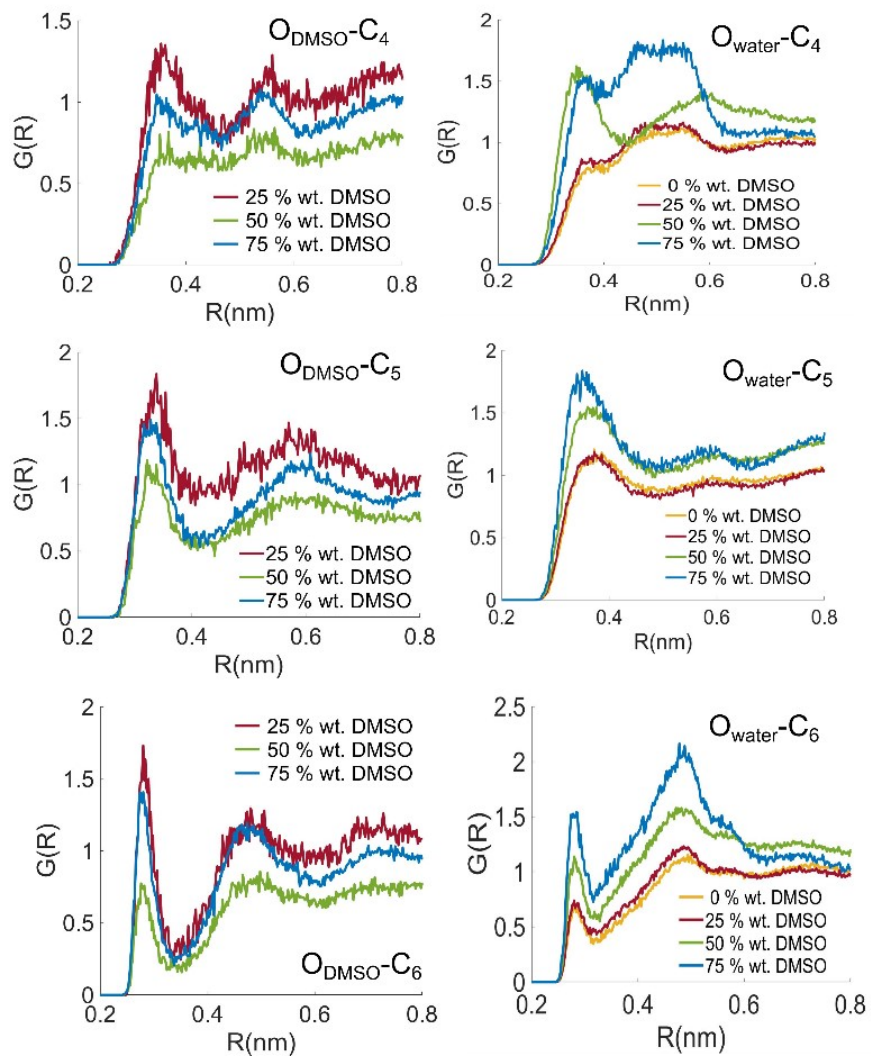 O_DMSO-C_4
1.5
1
0.5
0
G(R)
25 % wt. DMSO
50 % wt. DMSO
75 % wt. DMSO
0.2 0.4 0.6 0.8
R(nm)
O_water-C_4
2
1.5
1
0.5
0
G(R)
0 % wt. DMSO
25 % wt. DMSO
50 % wt. DMSO
75 % wt. DMSO
0.2 0.4 0.6 0.8
R(nm)
O_DMSO-C_5
2
1.5
1
0.5
0
G(R)
25 % wt. DMSO
50 % wt. DMSO
75 % wt. DMSO
0.2 0.4 0.6 0.8
R(nm)
O_water-C_5
2
1.5
1
0.5
0
G(R)
0 % wt. DMSO
25 % wt. DMSO
50 % wt. DMSO
75 % wt. DMSO
0.2 0.4 0.6 0.8
R(nm)
2
1.5
1
0.5
0
G(R)
25 % wt. DMSO
50 % wt. DMSO
75 % wt. DMSO
O_DMSO-C_6
0.2 0.4 0.6 0.8
R(nm)
O_water-C_6
2.5
2
1.5
1
0.5
0
G(R)
0 % wt. DMSO
25 % wt. DMSO
50 % wt. DMSO
75 % wt. DMSO
0.2 0.4 0.6 0.8
R(nm)